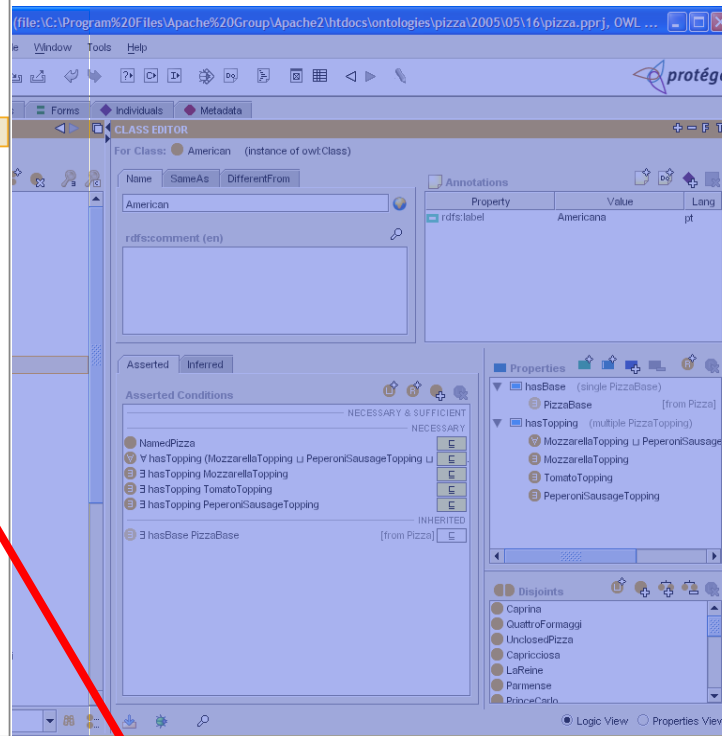 (file:\C:\Program%20Files\Apache%20Group\Apache2\htdocs\ontologies\pizza\2005\05\16\pizza.pprj, OWL ...
Window Tools Help
protégé
Forms Individuals Metadata
CLASS EDITOR
For Class: American (instance of owl:Class)
Name SameAs DifferentFrom
Annotations
American
Property Value Lang
rdfs:label Americana pt
rdfs:comment (en)
Asserted Inferred
Properties
Asserted Conditions
hasBase (single PizzaBase)
NECESSARY & SUFFICIENT
PizzaBase [from Pizza]
NECESSARY
hasTopping (multiple PizzaTopping)
NamedPizza ⊑
∀ MozzarellaTopping ⊔ PeperoniSausage
∀ ∀ hasTopping (MozzarellaTopping ⊔ PeperoniSausageTopping ⊔ ⊑
∃ MozzarellaTopping
∃ ∃ hasTopping MozzarellaTopping ⊑
∃ TomatoTopping
∃ ∃ hasTopping TomatoTopping ⊑
∃ PeperoniSausageTopping
∃ ∃ hasTopping PeperoniSausageTopping ⊑
INHERITED
∃ ∃ hasBase PizzaBase [from Pizza] ⊑
Disjoints
Caprina
QuattroFormaggi
UnclosedPizza
Capricciosa
LaReine
Parmense
PrinceCarlo
Logic View Properties View